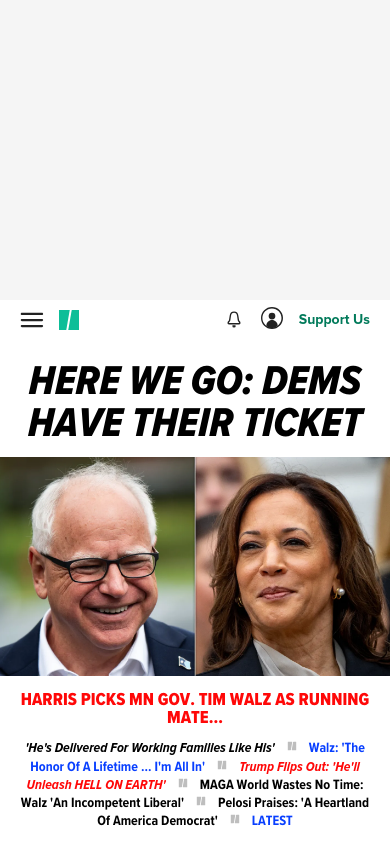 Support Us
HERE WE GO: DEMS
HAVE THEIR TICKET
HARRIS PICKS MN GOV. TIM WALZ AS RUNNING
MATE...
'He's Delivered For Working Families Like His' // Walz: 'The
Honor Of A Lifetime ... I'm All In' // Trump Flips Out: 'He'll
Unleash HELL ON EARTH' // MAGA World Wastes No Time:
Walz 'An Incompetent Liberal' // Pelosi Praises: 'A Heartland
Of America Democrat' // LATEST